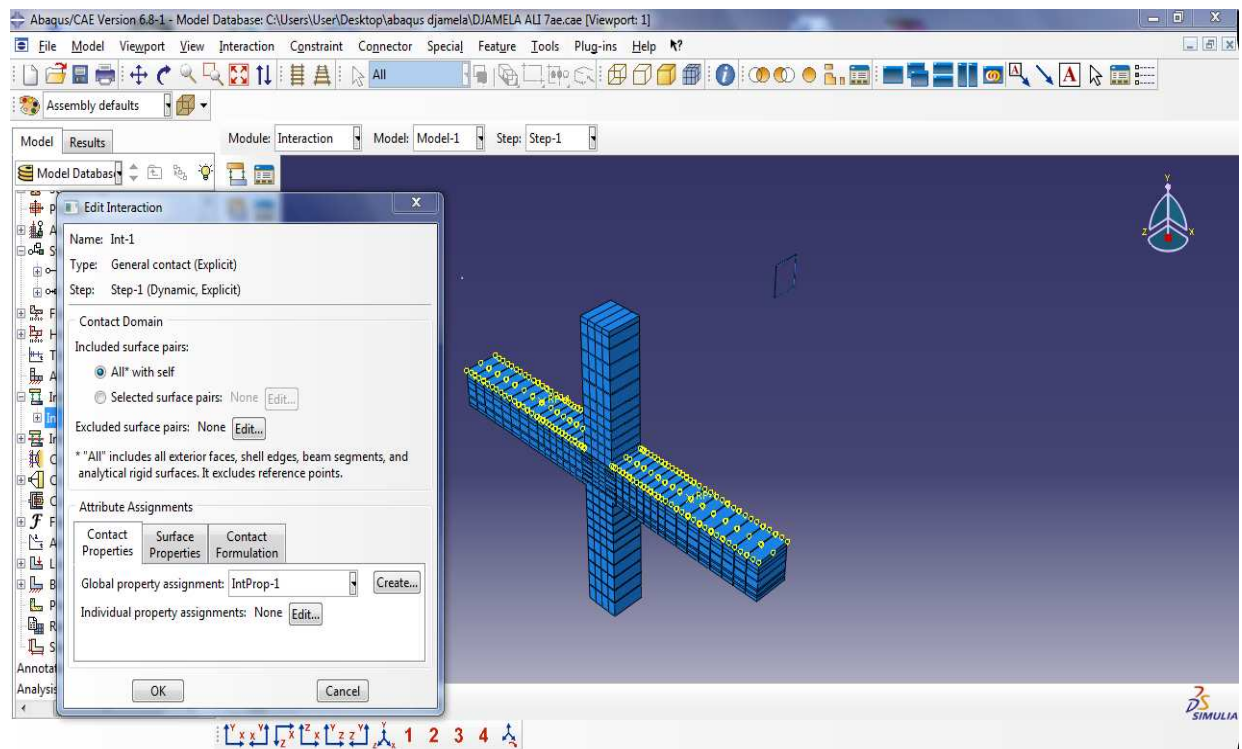 Abaqus/CAE Version 6.8-1 - Model Database: C:\Users\User\Desktop\abaqus djamela\DJAMELA ALI 7ae.cae [Viewport: 1]
File Model Viewport View Interaction Constraint Connector Special Feature Tools Plug-ins Help
All
Assembly defaults
Model Results
Module: Interaction Model: Model-1 Step: Step-1
Model Databas
Edit Interaction
Name: Int-1
Type: General contact (Explicit)
Step: Step-1 (Dynamic, Explicit)
Contact Domain
Included surface pairs:
All* with self
Selected surface pairs: None Edit...
Excluded surface pairs: None Edit...
* "All" includes all exterior faces, shell edges, beam segments, and
analytical rigid surfaces. It excludes reference points.
Attribute Assignments
Contact Properties
Surface Properties
Contact Formulation
Global property assignment: IntProp-1 Create...
Individual property assignments: None Edit...
OK Cancel
Annotat
Analysis
Y
Z X
SIMULIA
1 2 3 4